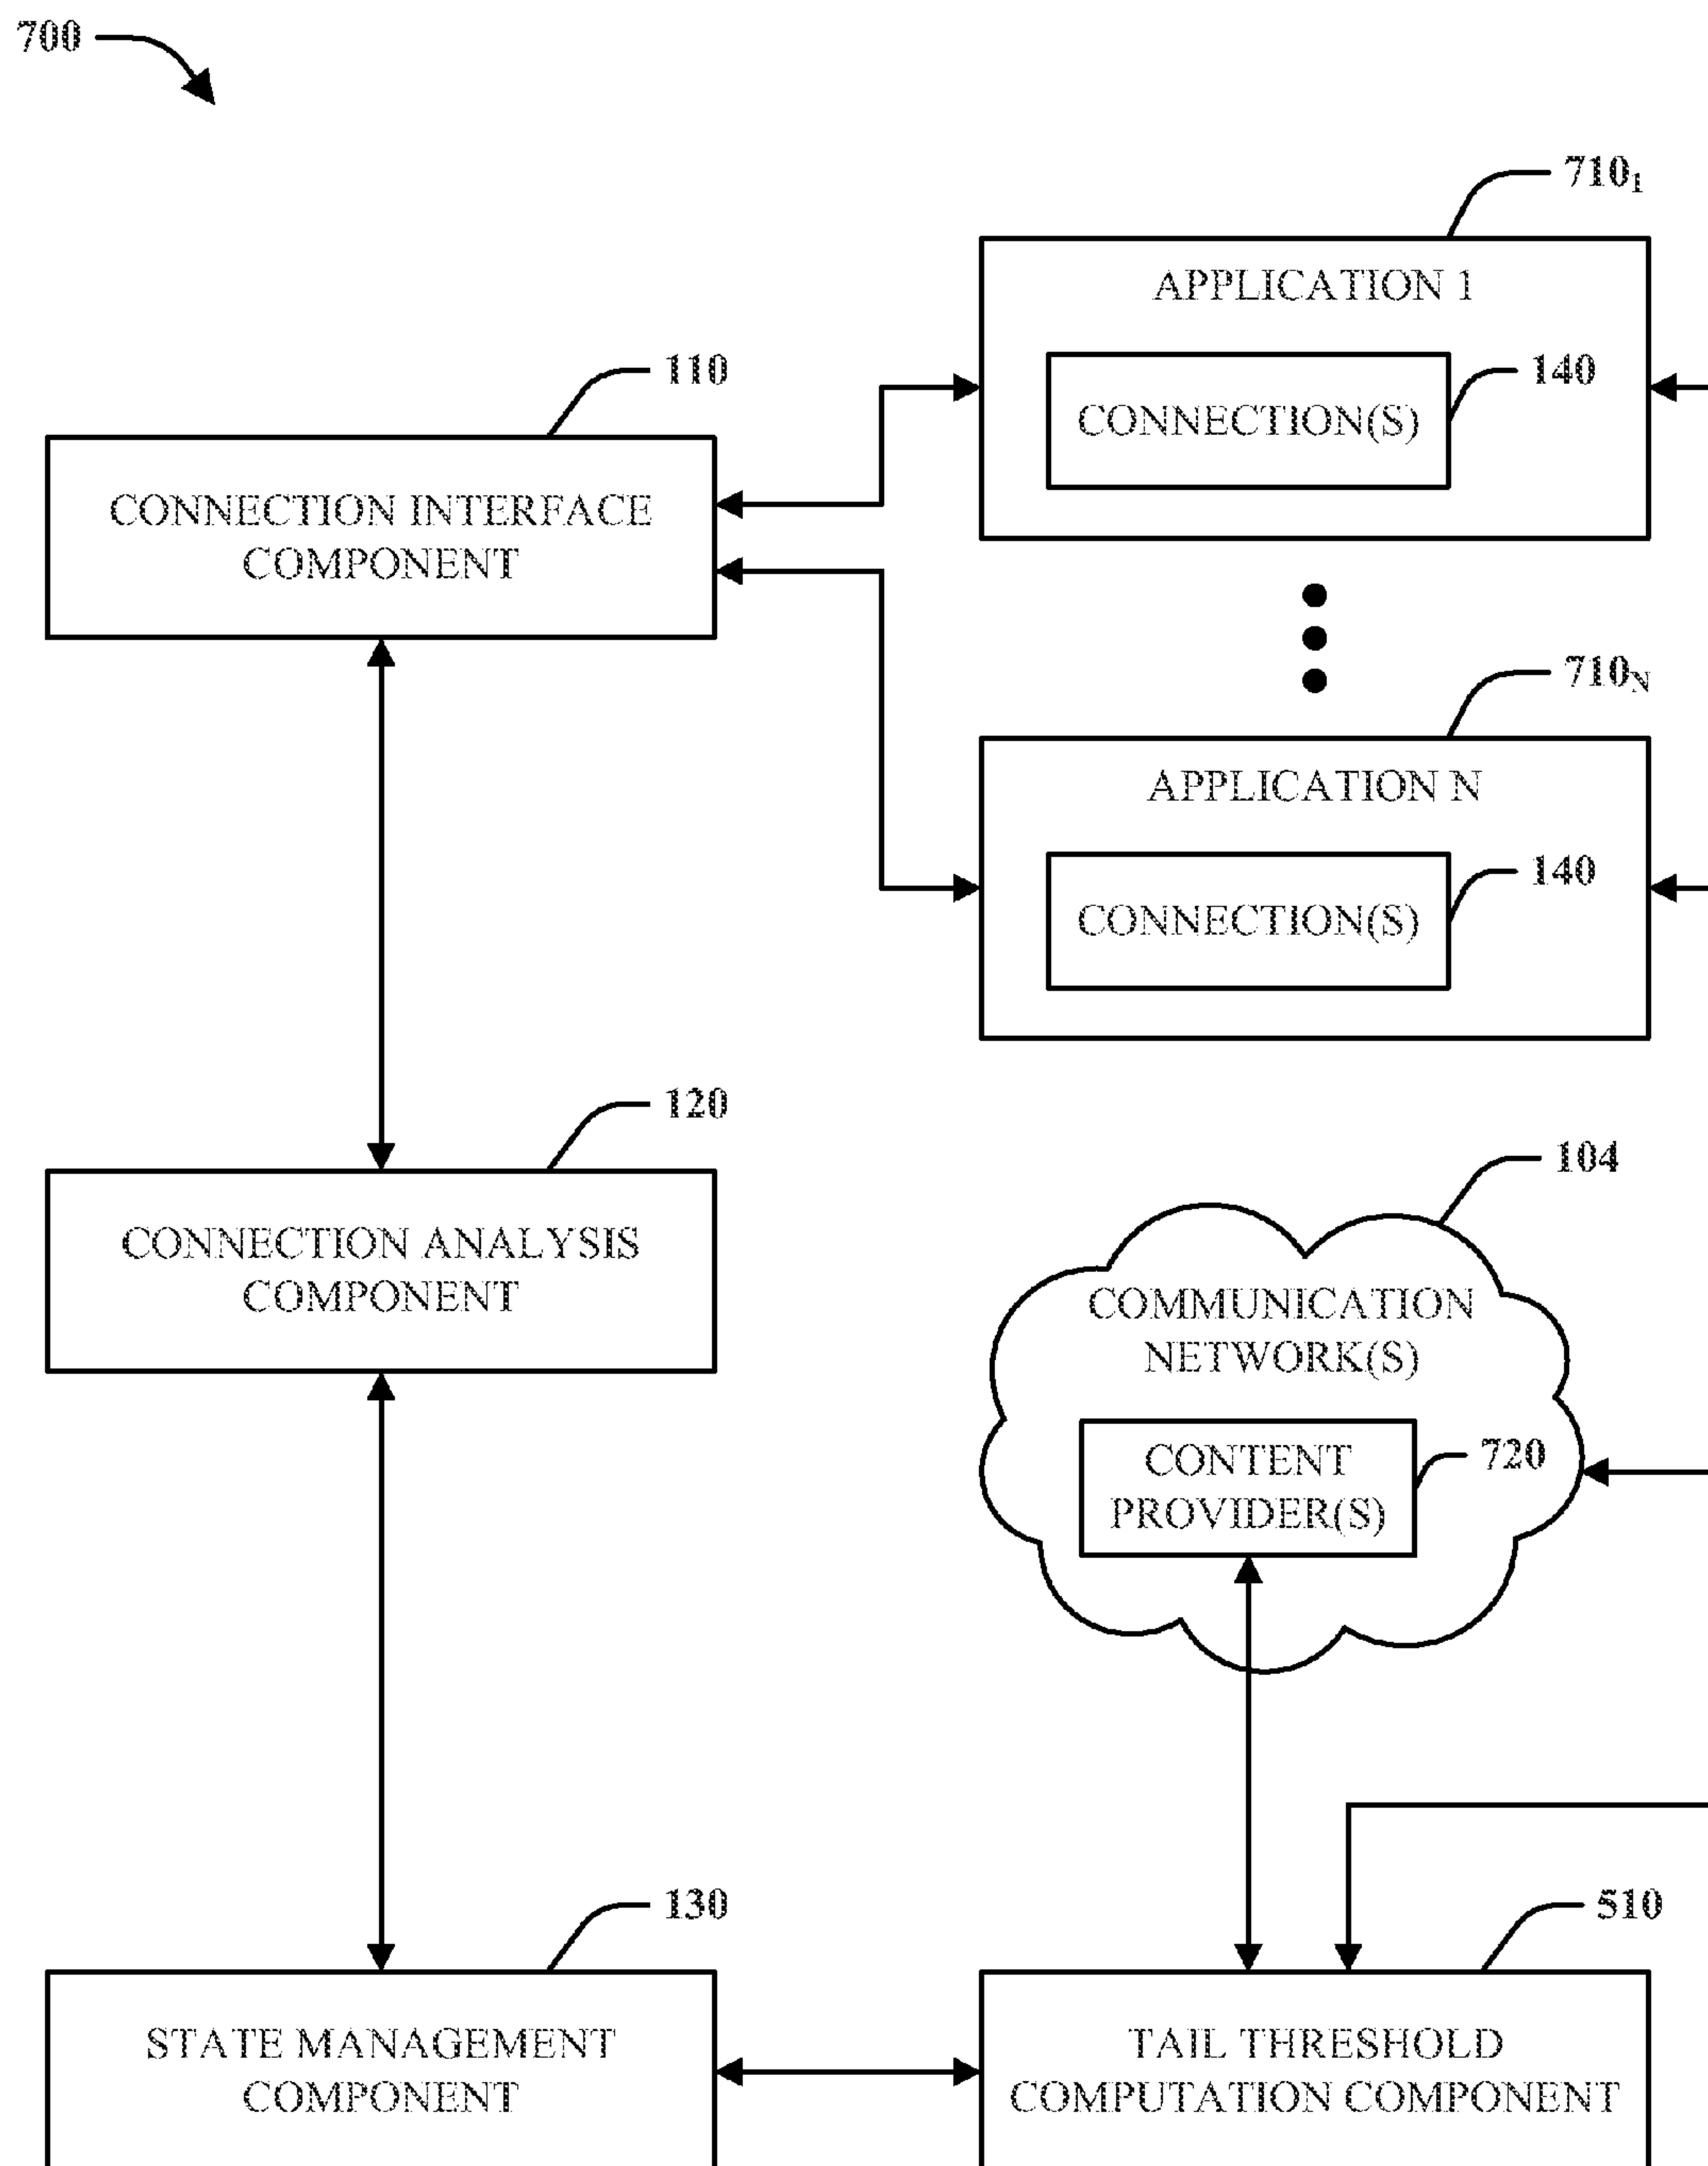 700
710₁
APPLICATION 1
110
140
CONNECTION(S)
CONNECTION INTERFACE
COMPONENT
710N
APPLICATION N
140
CONNECTION(S)
120
104
CONNECTION ANALYSIS
COMPONENT
COMMUNICATION
NETWORK(S)
CONTENT
PROVIDER(S)
720
130
510
STATE MANAGEMENT
COMPONENT
TAIL THRESHOLD
COMPUTATION COMPONENT